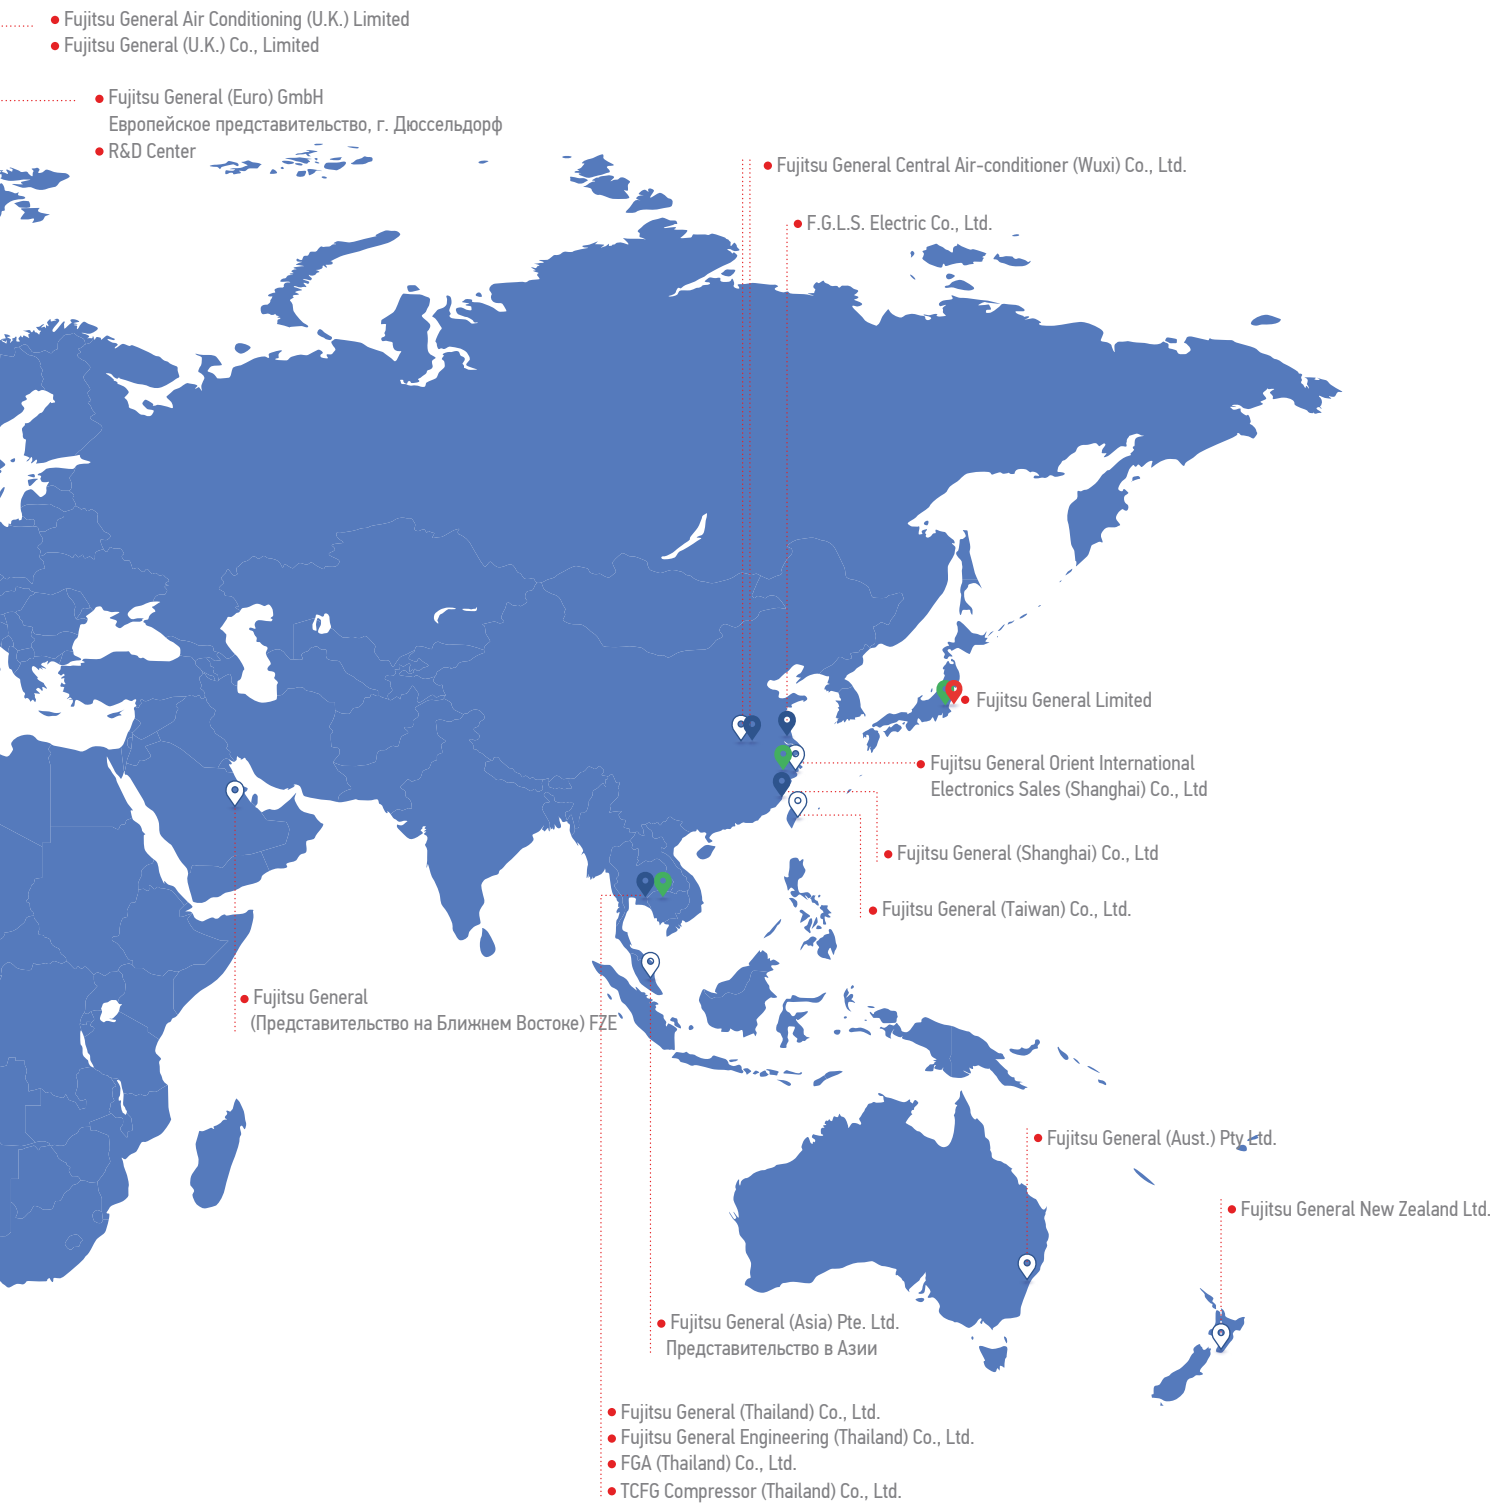 Fujitsu General Air Conditioning (U.K.) Limited
Fujitsu General (U.K.) Co., Limited
Fujitsu General (Euro) GmbH
Европейское представительство, г. Дюссельдорф
R&D Center
Fujitsu General Central Air-conditioner (Wuxi) Co., Ltd.
F.G.L.S. Electric Co., Ltd.
Fujitsu General Limited
Fujitsu General Orient International
Electronics Sales (Shanghai) Co., Ltd
Fujitsu General (Shanghai) Co., Ltd
Fujitsu General (Taiwan) Co., Ltd.
Fujitsu General
(Представительство на Ближнем Востоке) FZE
Fujitsu General (Aust.) Pty Ltd.
Fujitsu General New Zealand Ltd.
Fujitsu General (Asia) Pte. Ltd.
Представительство в Азии
Fujitsu General (Thailand) Co., Ltd.
Fujitsu General Engineering (Thailand) Co., Ltd.
FGA (Thailand) Co., Ltd.
TCFG Compressor (Thailand) Co., Ltd.